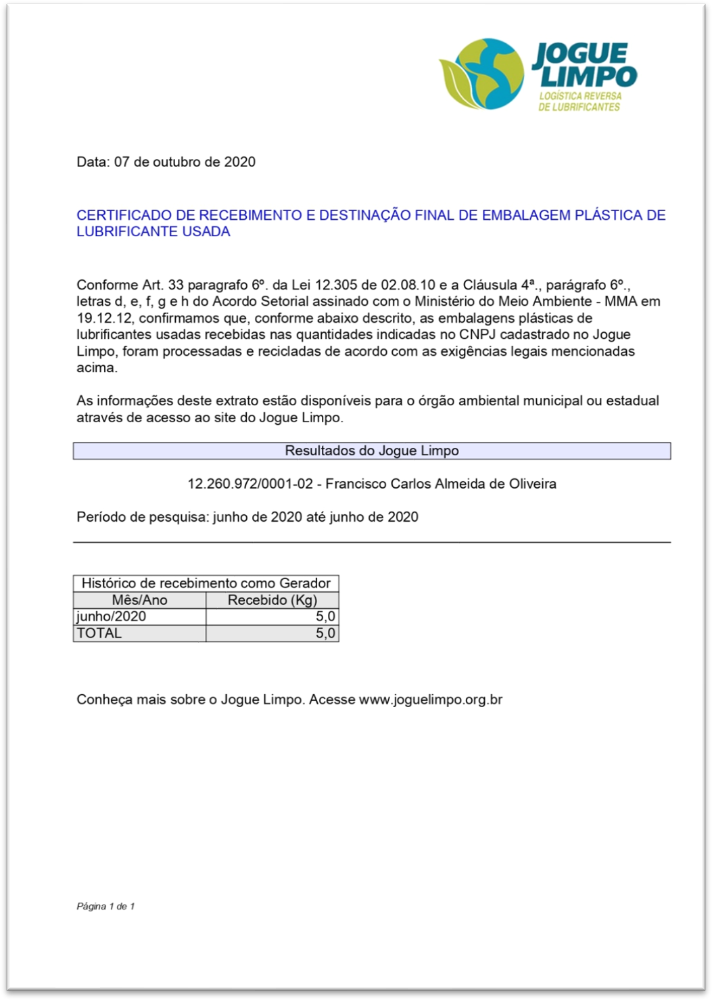 JOGUE
LIMPO
LOGÍSTICA REVERSA
DE LUBRIFICANTES
Data: 07 de outubro de 2020
CERTIFICADO DE RECEBIMENTO E DESTINAÇÃO FINAL DE EMBALAGEM PLÁSTICA DE
LUBRIFICANTE USADA
Conforme Art. 33 paragrafo 6º. da Lei 12.305 de 02.08.10 e a Cláusula 4ª., parágrafo 6º.,
letras d, e, f, g e h do Acordo Setorial assinado com o Ministério do Meio Ambiente - MMA em
19.12.12, confirmamos que, conforme abaixo descrito, as embalagens plásticas de
lubrificantes usadas recebidas nas quantidades indicadas no CNPJ cadastrado no Jogue
Limpo, foram processadas e recicladas de acordo com as exigências legais mencionadas
acima.
As informações deste extrato estão disponíveis para o órgão ambiental municipal ou estadual
através de acesso ao site do Jogue Limpo.
Resultados do Jogue Limpo
12.260.972/0001-02 - Francisco Carlos Almeida de Oliveira
Período de pesquisa: junho de 2020 até junho de 2020
Histórico de recebimento como Gerador
Mês/Ano Recebido (Kg)
junho/2020 5,0
TOTAL 5,0
Conheça mais sobre o Jogue Limpo. Acesse www.joguelimpo.org.br
Página 1 de 1